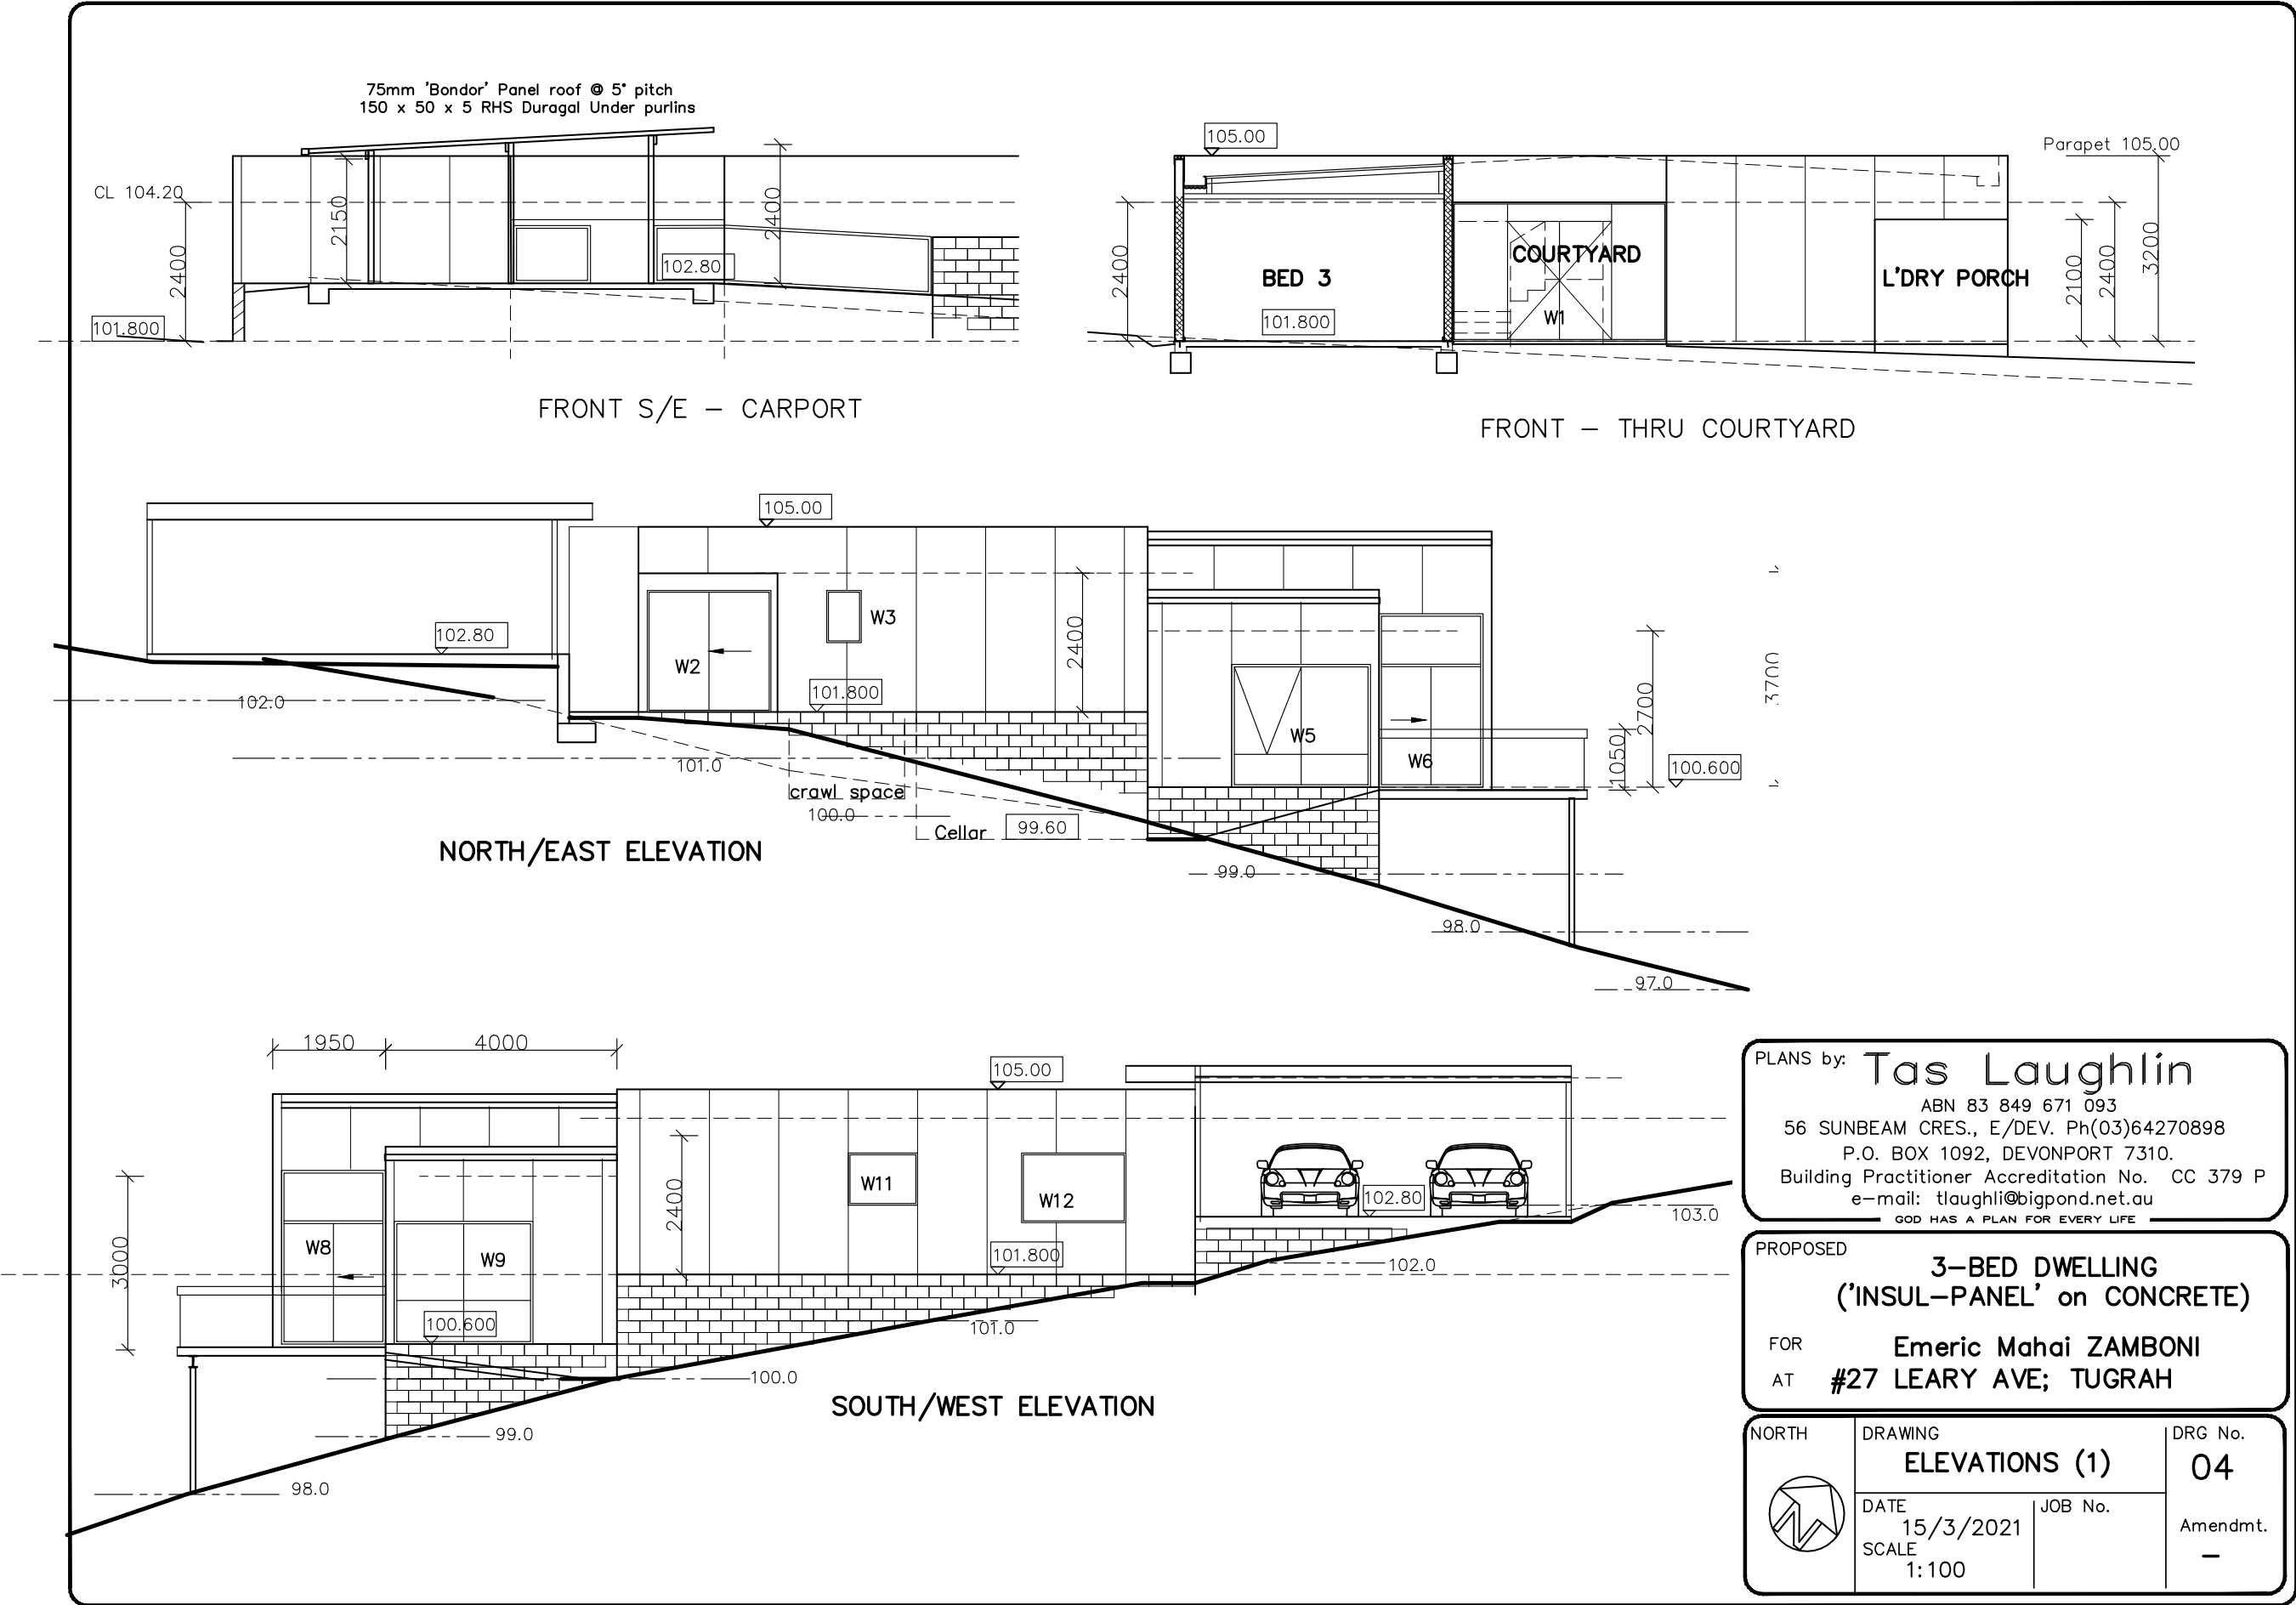 75mm 'Bondor' Panel roof @ 5° pitch
150 x 50 x 5 RHS Duragal Under purlins
CL 104.20
2400
2150
2400
102.80
101.800
FRONT S/E - CARPORT
105.00
Parapet 105.00
2400
BED 3
101.800
COURTYARD
W1
L'DRY PORCH
2100
2400
3200
FRONT - THRU COURTYARD
105.00
102.80
W3
W2
2400
101.800
102.0
101.0
crawl space
100.0
Cellar
99.60
W5
W6
1050
2700
3700
100.600
99.0
98.0
97.0
NORTH/EAST ELEVATION
1950
4000
105.00
3000
W8
W9
2400
W11
W12
102.80
103.0
101.800
102.0
100.600
101.0
100.0
99.0
98.0
SOUTH/WEST ELEVATION
PLANS by: Tas Laughlin
ABN 83 849 671 093
56 SUNBEAM CRES., E/DEV. Ph(03)64270898
P.O. BOX 1092, DEVONPORT 7310.
Building Practitioner Accreditation No. CC 379 P
e-mail: tlaughli@bigpond.net.au
GOD HAS A PLAN FOR EVERY LIFE
PROPOSED
3-BED DWELLING
('INSUL-PANEL' on CONCRETE)
FOR Emeric Mahai ZAMBONI
AT #27 LEARY AVE; TUGRAH
NORTH
DRAWING
ELEVATIONS (1)
DRG No.
04
DATE
15/3/2021
JOB No.
SCALE
1:100
Amendmt.
-